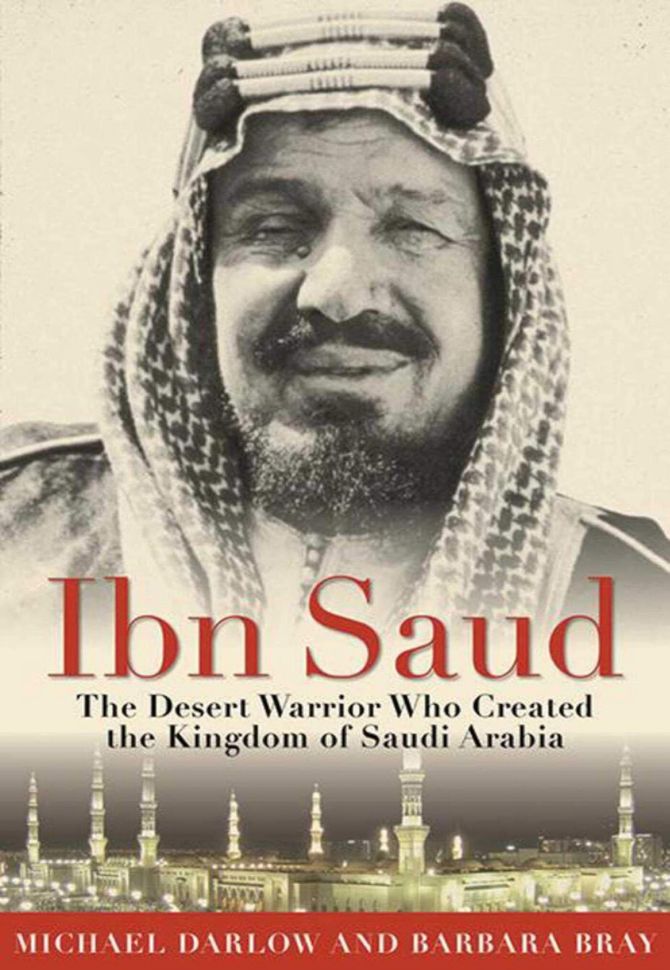 Ibn Saud
The Desert Warrior Who Created
the Kingdom of Saudi Arabia
MICHAEL DARLOW AND BARBARA BRAY